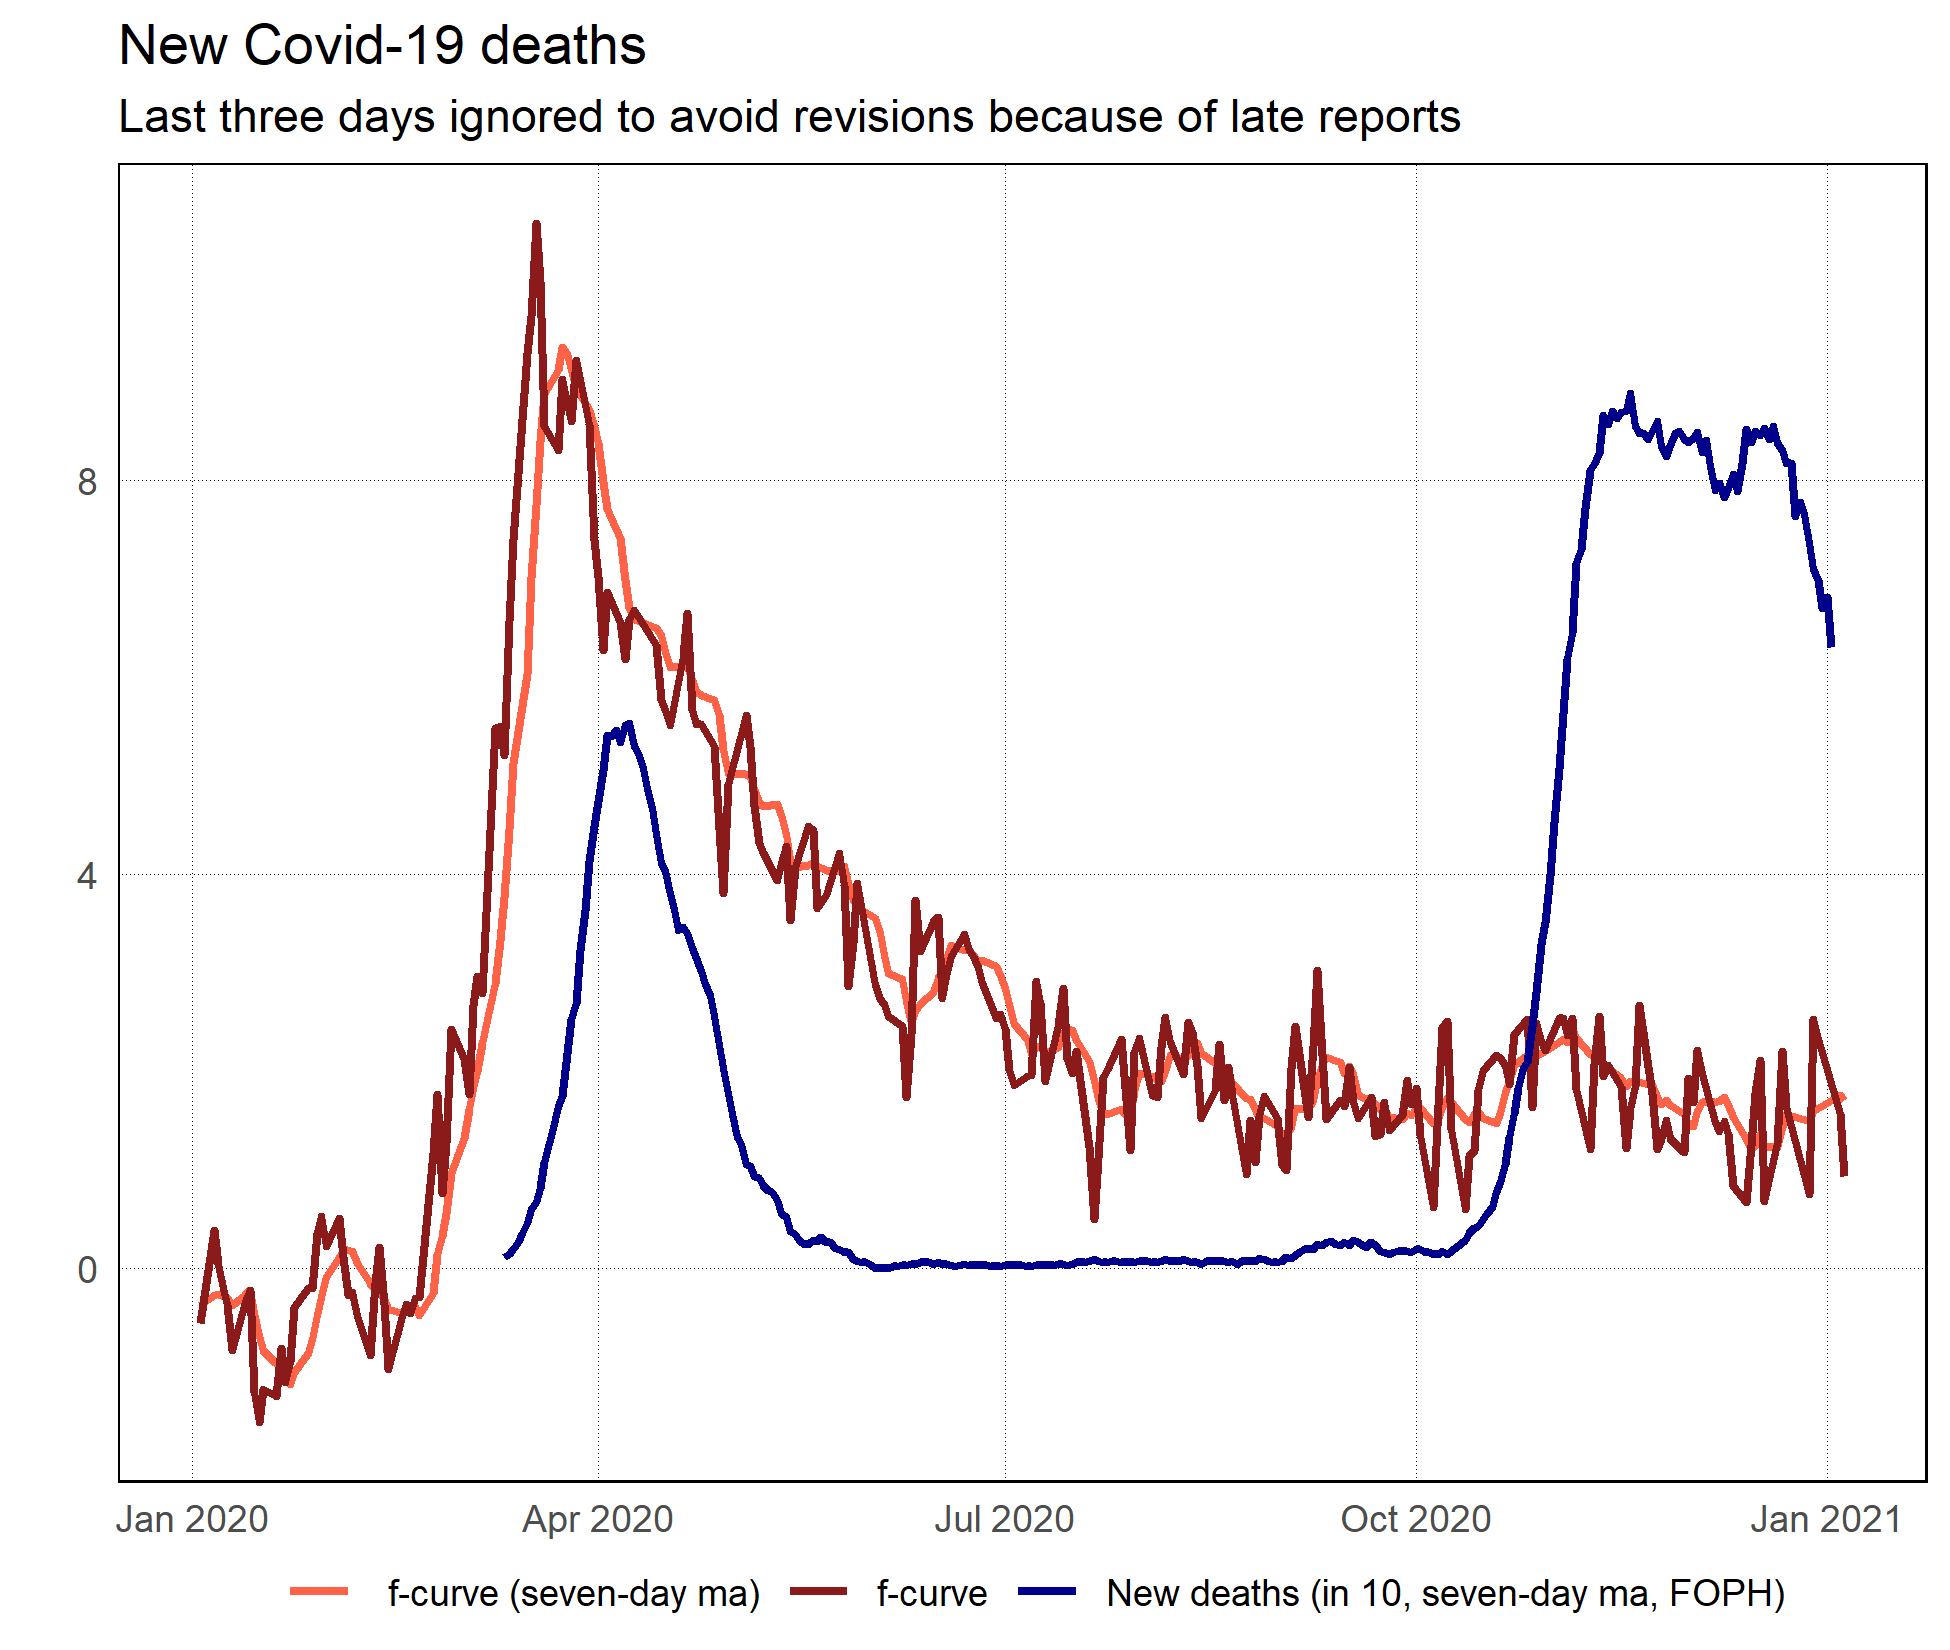 New Covid-19 deaths
Last three days ignored to avoid revisions because of late reports
8
4
0
Jan 2020 Apr 2020 Jul 2020 Oct 2020 Jan 2021
f-curve (seven-day ma) f-curve New deaths (in 10, seven-day ma, FOPH)